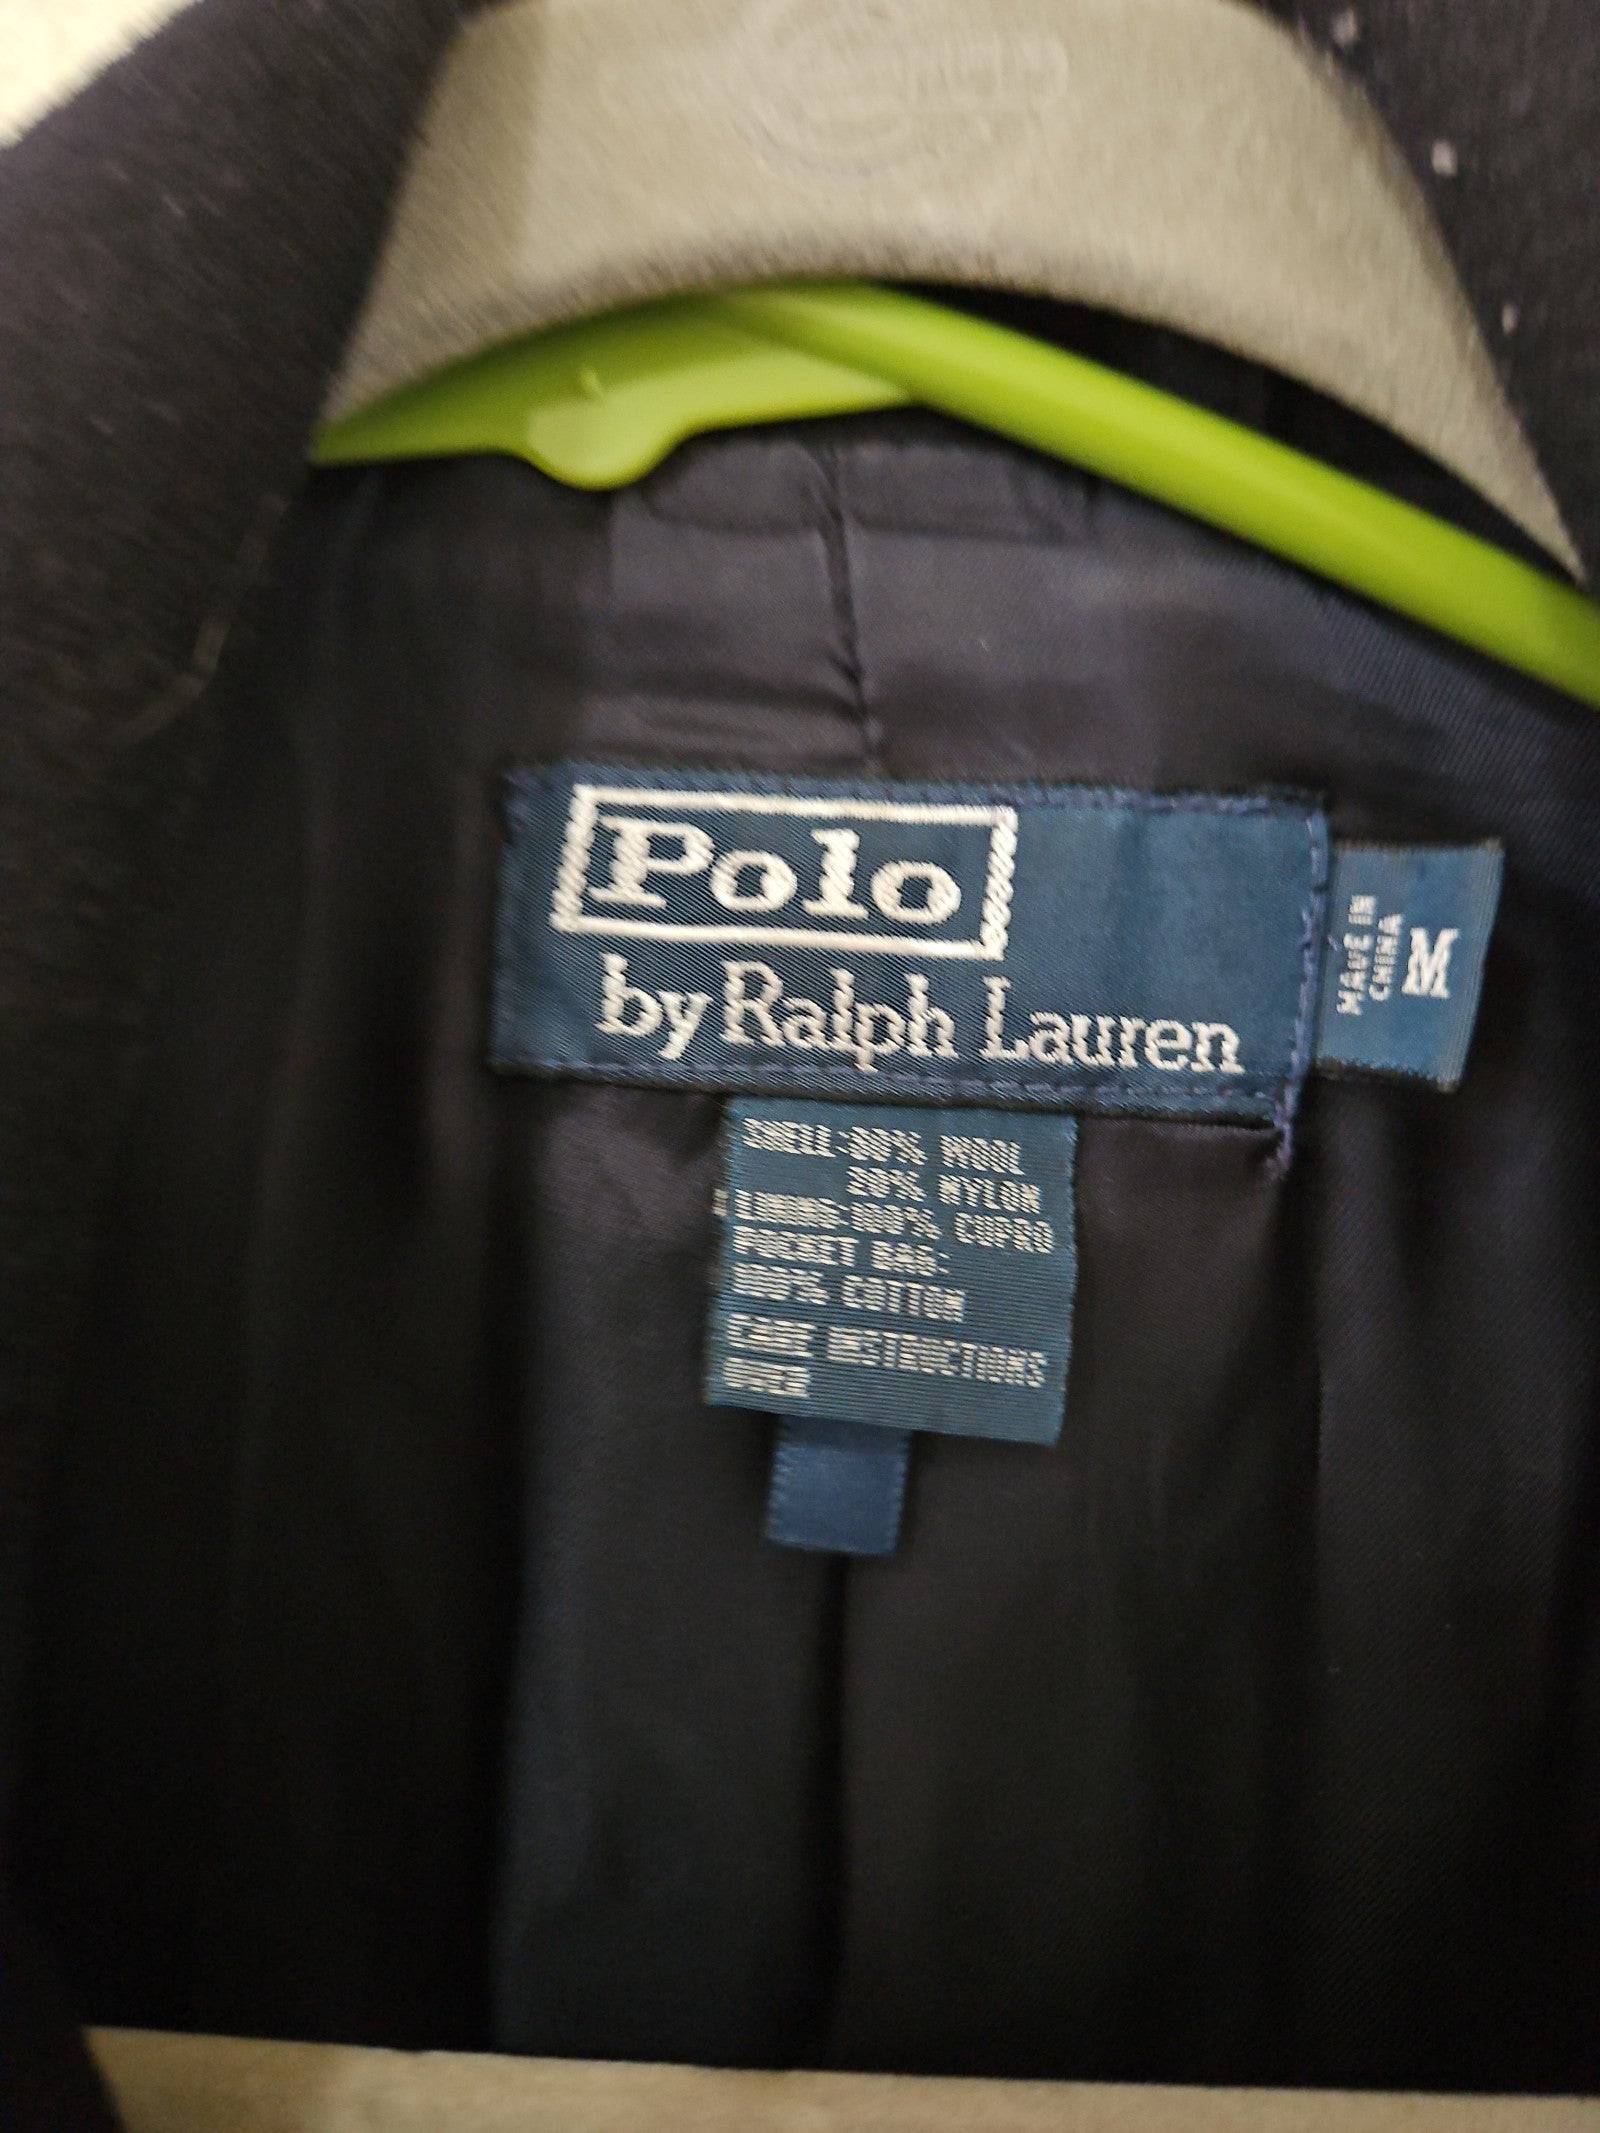 Polo
by Ralph Lauren
MADE IN
CHINA
M
SHELL:80% WOOL
20% NYLON
LINING:100% CUPRO
POCKET BAG:
100% COTTON
CARE INSTRUCTIONS
OVER